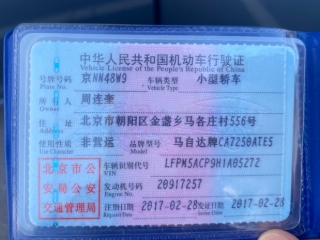 中华人民共和国机动车行驶证
Vehicle License of the People's Republic of China
号牌号码 京NN48W9 车辆类型 小型轿车
Plate No. Vehicle Type
所有人 周连奎
Owner
住址 北京市朝阳区金盏乡马各庄村556号
Address
使用性质 非营运 品牌型号 马自达牌CA7250ATE5
Use Character Model
北京市公 车辆识别代号 LFPM5ACP9H1A05272
VIN
安局公安 发动机号码 20917257
Engine No.
交通管理局 注册日期 2017-02-28 发证日期 2017-02-28
Register Date Issue Date